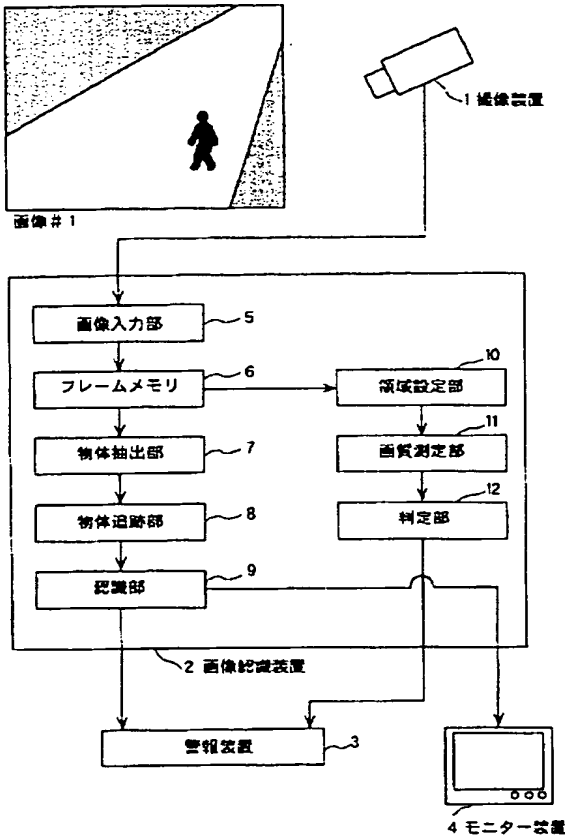 1 撮像装置
画像#1
画像入力部
5
フレームメモリ
6
領域設定部
10
物体抽出部
7
画質測定部
11
物体追跡部
8
判定部
12
認識部
9
2 画像認識装置
警報装置
3
4 モニター装置